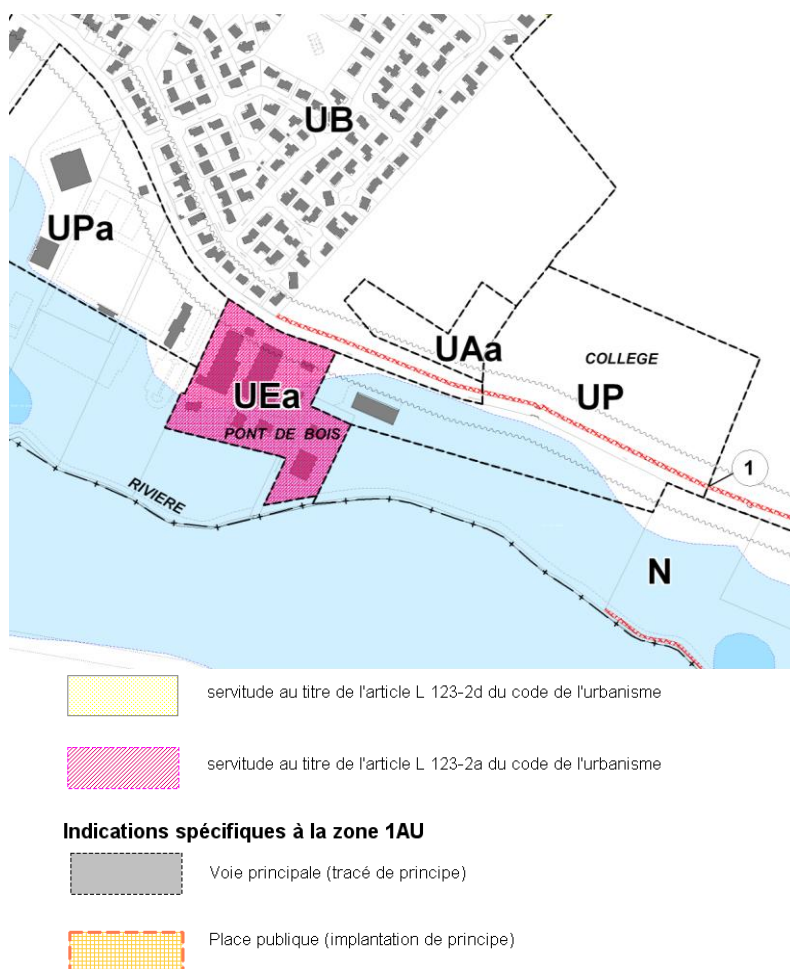 UB
UPa
UAa
COLLEGE
UP
UEa
PONT DE BOIS
1
RIVIERE
N
servitude au titre de l'article L 123-2d du code de l'urbanisme
servitude au titre de l'article L 123-2a du code de l'urbanisme
Indications spécifiques à la zone 1AU
Voie principale (tracé de principe)
Place publique (implantation de principe)